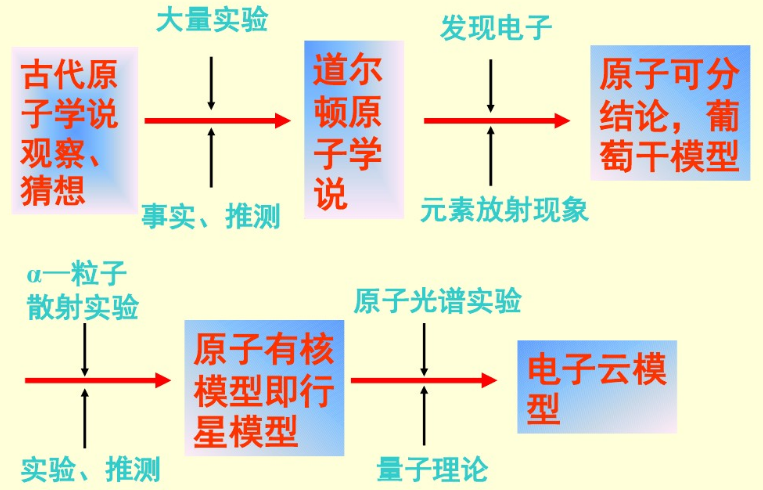 大量实验
发现电子
古代原
子学说
观察、
猜想
道尔
顿原
子学
说
原子可分
结论，葡
萄干模型
事实、推测
元素放射现象
α—粒子
散射实验
原子光谱实验
原子有核
模型即行
星模型
电子云模
型
实验、推测
量子理论